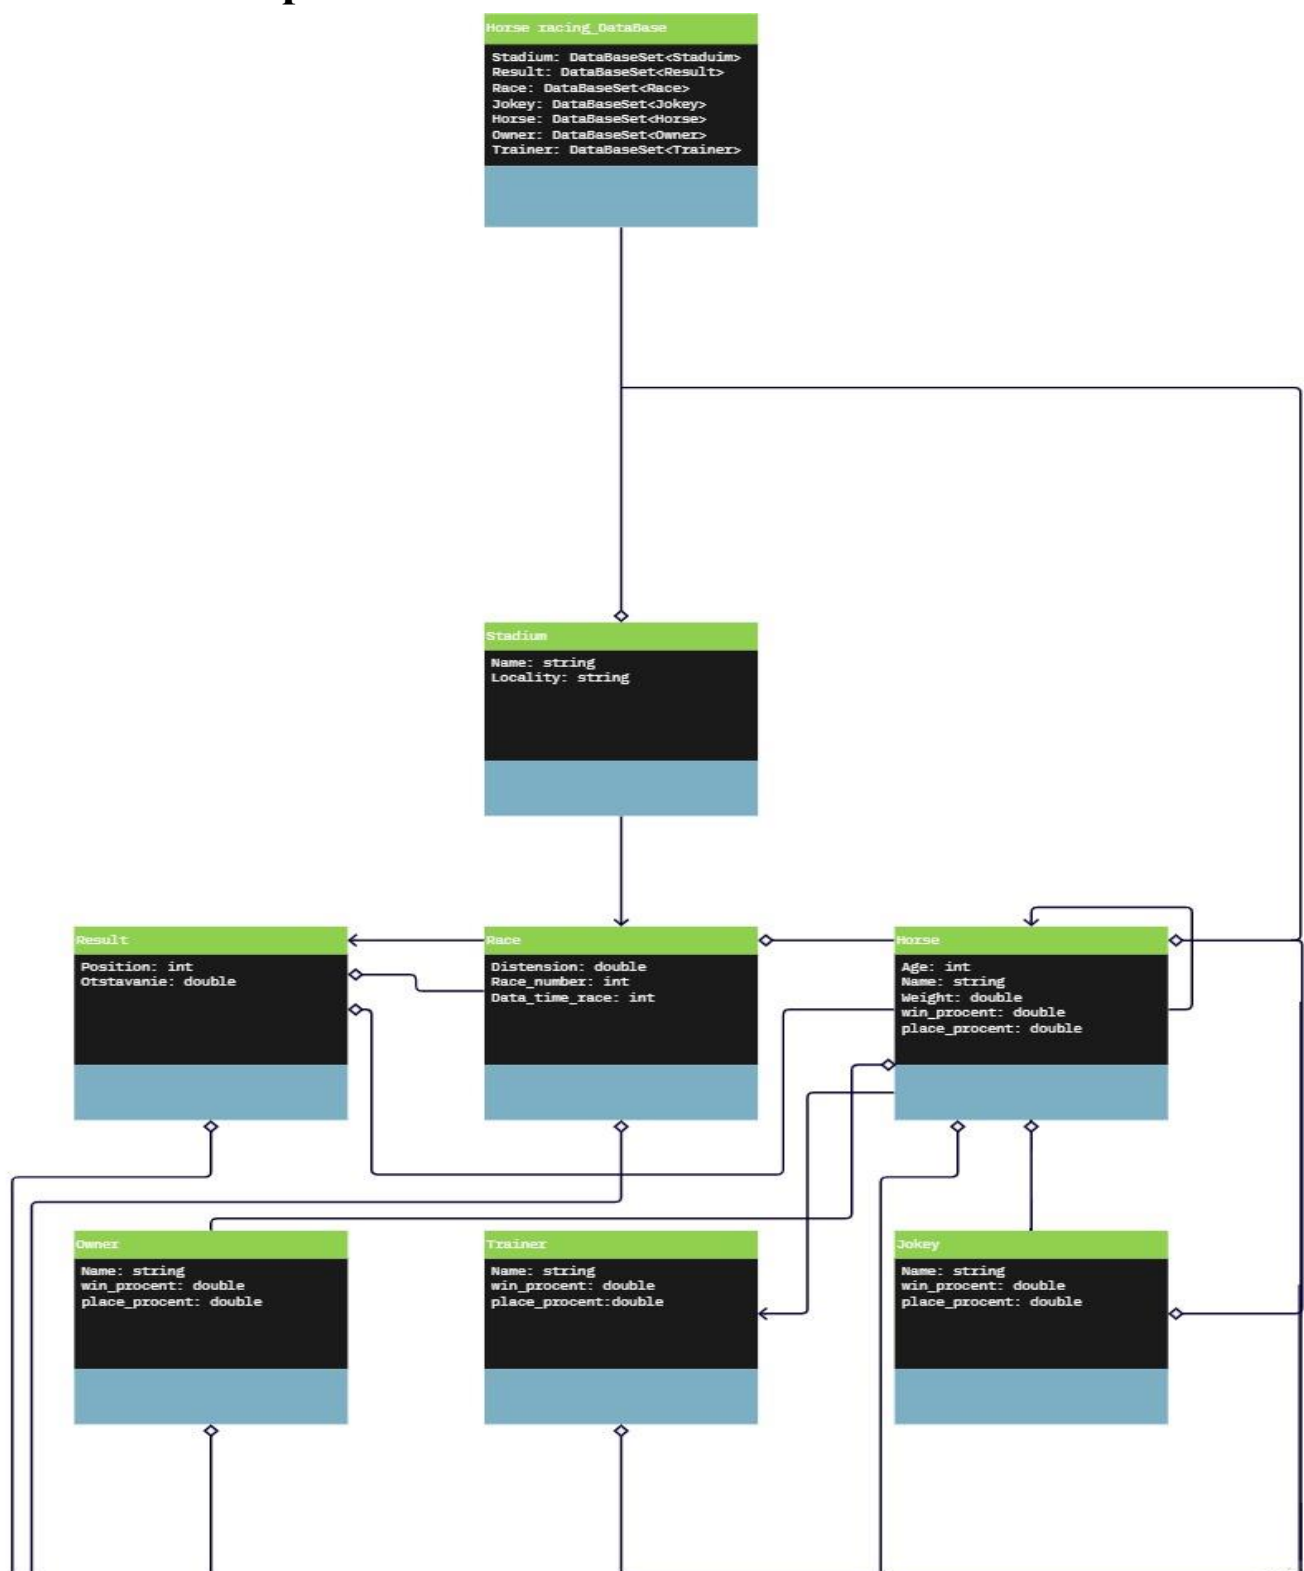 p
Horse racing_DataBase
Stadium: DataBaseSet<Staduim>
Result: DataBaseSet<Result>
Race: DataBaseSet<Race>
Jokey: DataBaseSet<Jokey>
Horse: DataBaseSet<Horse>
Owner: DataBaseSet<Owner>
Trainer: DataBaseSet<Trainer>
Stadium
Name: string
Locality: string
Result
Position: int
Otstavanie: double
Race
Distension: double
Race_number: int
Data_time_race: int
Horse
Age: int
Name: string
Weight: double
win_procent: double
place_procent: double
Owner
Name: string
win_procent: double
place_procent: double
Trainer
Name: string
win_procent: double
place_procent:double
Jokey
Name: string
win_procent: double
place_procent: double